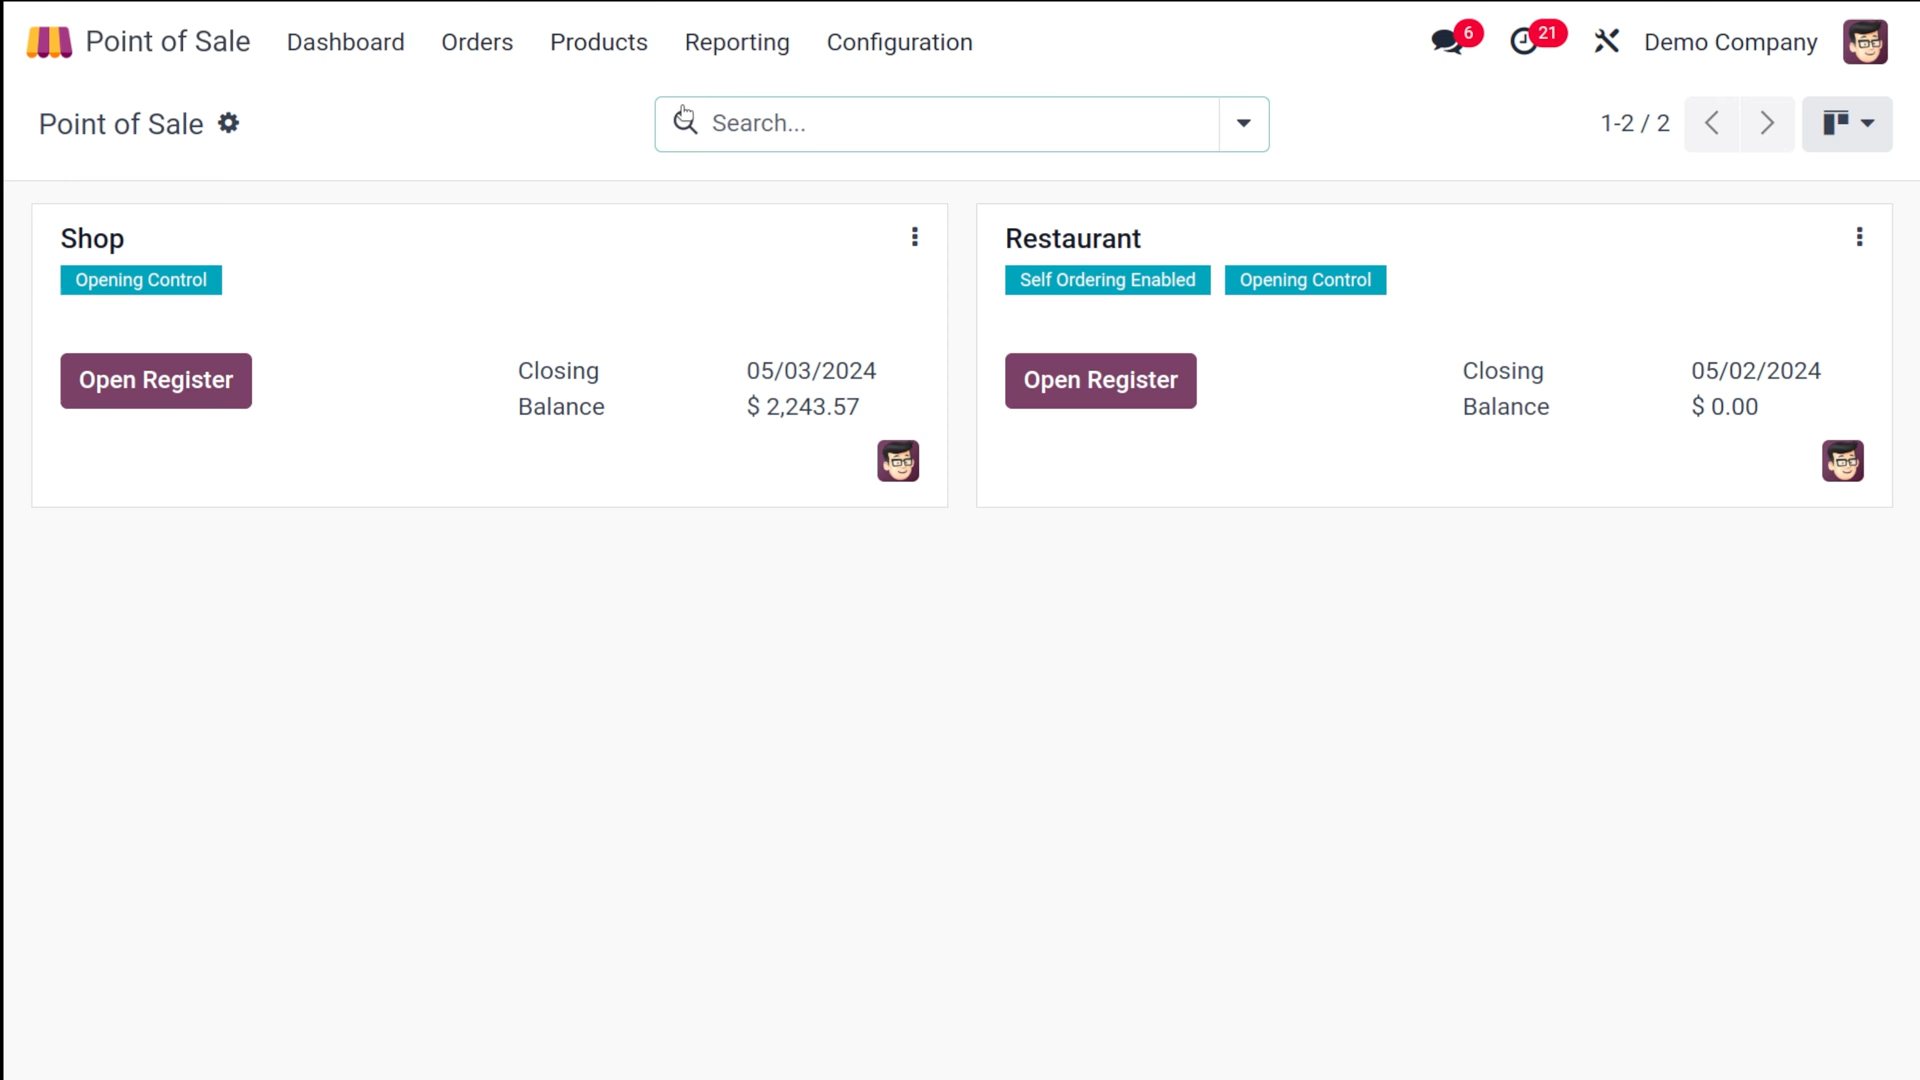 Point of Sale Dashboard Orders Products Reporting Configuration 6 21 Demo Company
Point of Sale Search... 1-2 / 2
Shop
Opening Control
Open Register
Closing 05/03/2024
Balance $ 2,243.57
Restaurant
Self Ordering Enabled Opening Control
Open Register
Closing 05/02/2024
Balance $ 0.00